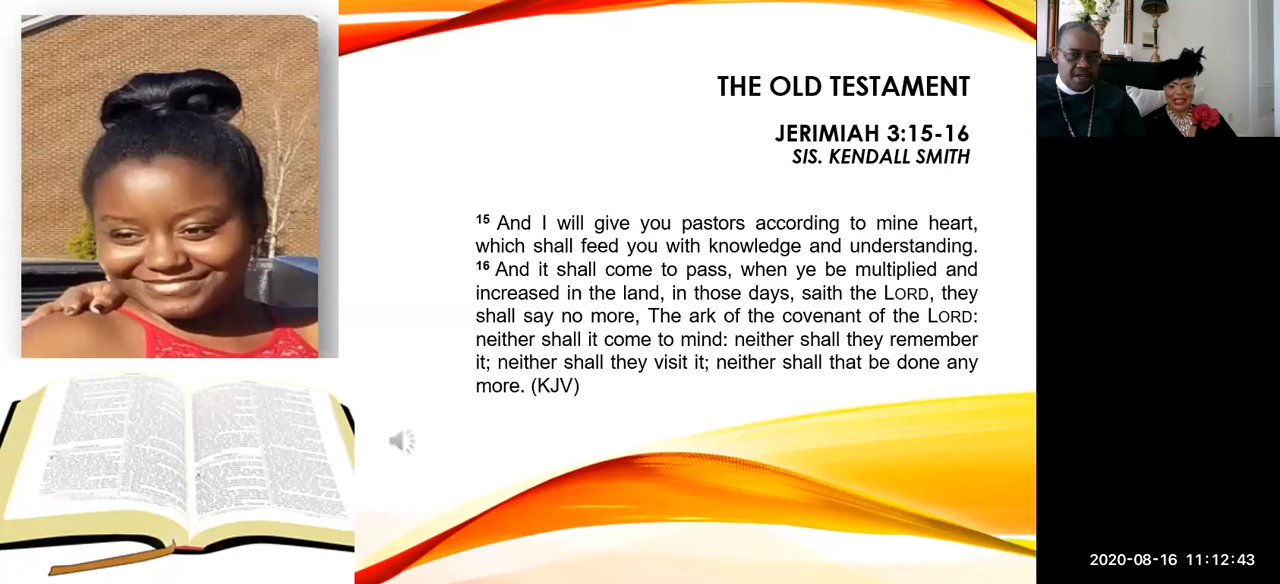 THE OLD TESTAMENT
JERIMIAH 3:15-16
SIS. KENDALL SMITH
15 And I will give you pastors according to mine heart,
which shall feed you with knowledge and understanding.
16 And it shall come to pass, when ye be multiplied and
increased in the land, in those days, saith the LORD, they
shall say no more, The ark of the covenant of the LORD:
neither shall it come to mind: neither shall they remember
it; neither shall they visit it; neither shall that be done any
more. (KJV)
2020-08-16 11:12:43